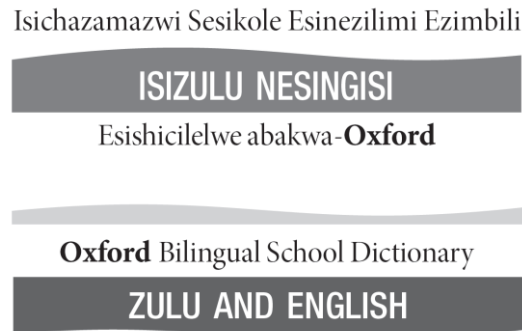 Isichazamazwi Sesikole Esinezilimi Ezimbili
ISIZULU NESINGISI
Esishicilelwe abakwa-Oxford
Oxford Bilingual School Dictionary
ZULU AND ENGLISH